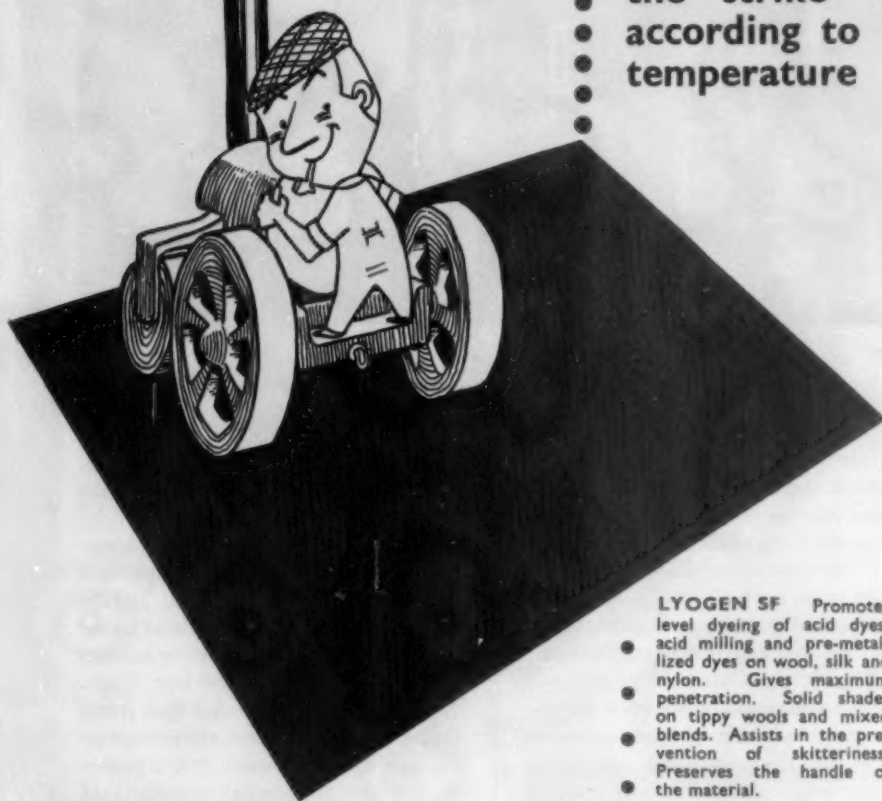 according to
temperature
LYOGEN SF Promote
level dyeing of acid dyes
acid milling and pre-metal
lized dyes on wool, silk and
nylon. Gives maximum
penetration. Solid shade
on tippy wools and mixed
blends. Assists in the pre
vention of skitteriness
Preserves the handle o
the material.